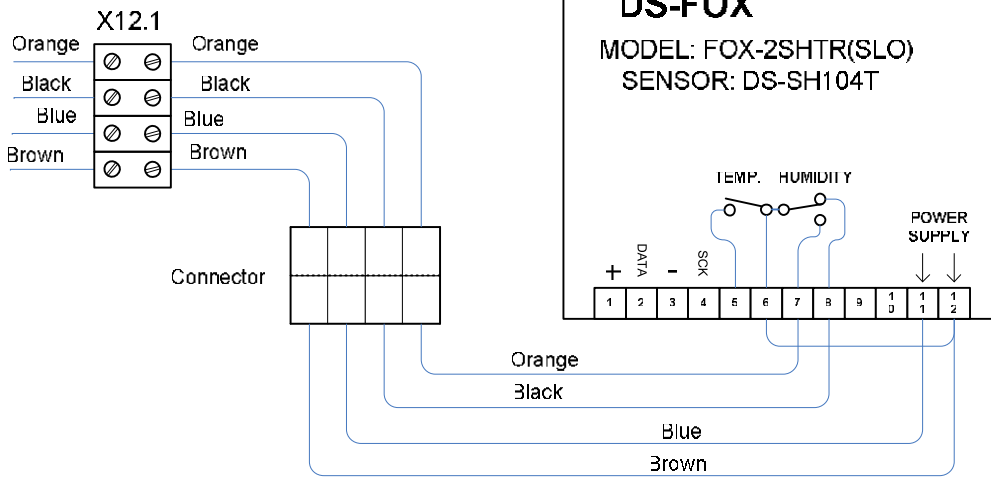 DS-FOX
MODEL: FOX-2SHTR(SLO)
SENSOR: DS-SH104T
X12.1
Orange Orange
Black Black
Blue Blue
Brown Brown
TEMP. HUMIDITY
POWER
SUPPLY
Connector
+ DATA - SCK
1 2 3 4 5 6 7 8 9 10 11 12
Orange
Black
Blue
Brown